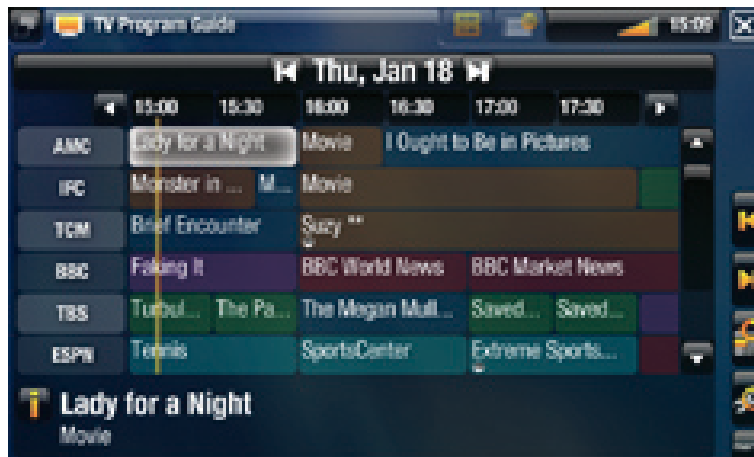 TV Program Guide 15:09
Thu, Jan 18
15:00 15:30 16:00 16:30 17:00 17:30
AMC Lady for a Night Movie I Ought to Be in Pictures
IFC Monster in ... M... Movie
TCM Brief Encounter Suzy **
BBC Faking It BBC World News BBC Market News
TBS Turbul... The Pa... The Megan Mull... Saved... Saved...
ESPN Tennis SportsCenter Extreme Sports...
i Lady for a Night
Movie